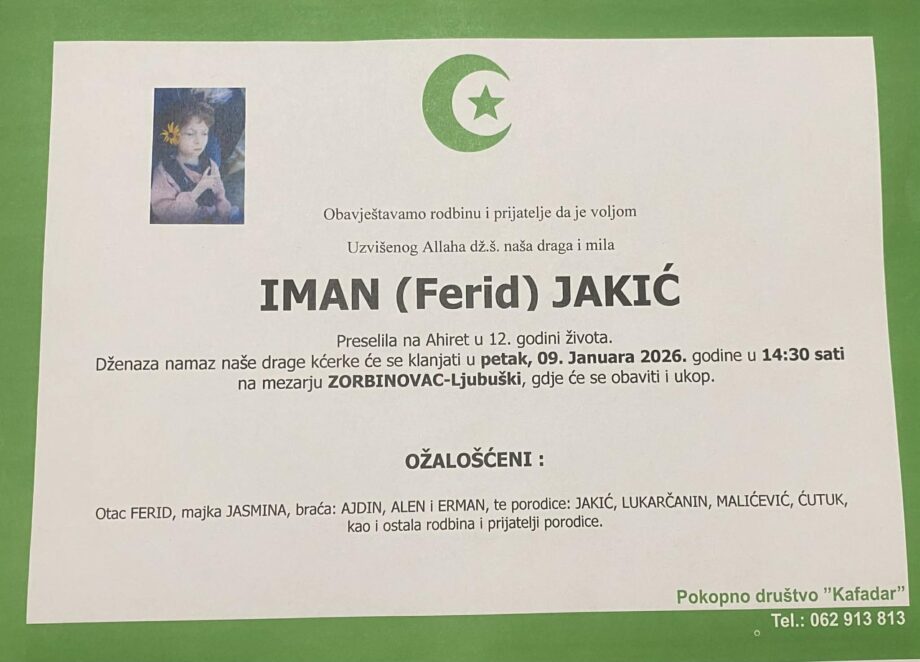 Obavještavamo rodbinu i prijatelje da je voljom
Uzvišenog Allaha dž.š. naša draga i mila
IMAN (Ferid) JAKIĆ
Preselila na Ahiret u 12. godini života.
Dženaza namaz naše drage kćerke će se klanjati u petak, 09. Januara 2026. godine u 14:30 sati
na mezarju ZORBINOVAC-Ljubuški, gdje će se obaviti i ukop.
OŽALOŠĆENI :
Otac FERID, majka JASMINA, braća: AJDIN, ALEN i ERMAN, te porodice: JAKIĆ, LUKARČANIN, MALIĆEVIĆ, ĆUTUK,
kao i ostala rodbina i prijatelji porodice.
Pokopno društvo ”Kafadar”
Tel.: 062 913 813